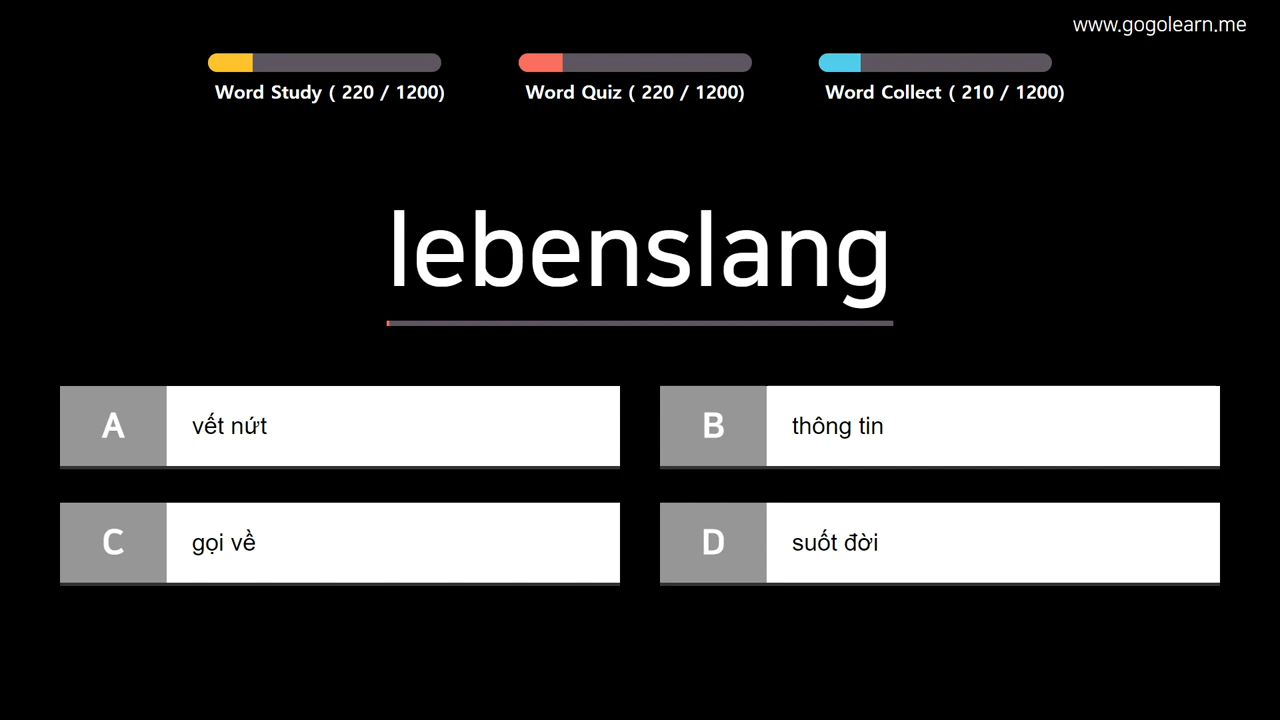 www.gogolearn.me
Word Study ( 220 / 1200)
Word Quiz ( 220 / 1200)
Word Collect ( 210 / 1200)
lebenslang
A vết nứt
B thông tin
C gọi về
D suốt đời